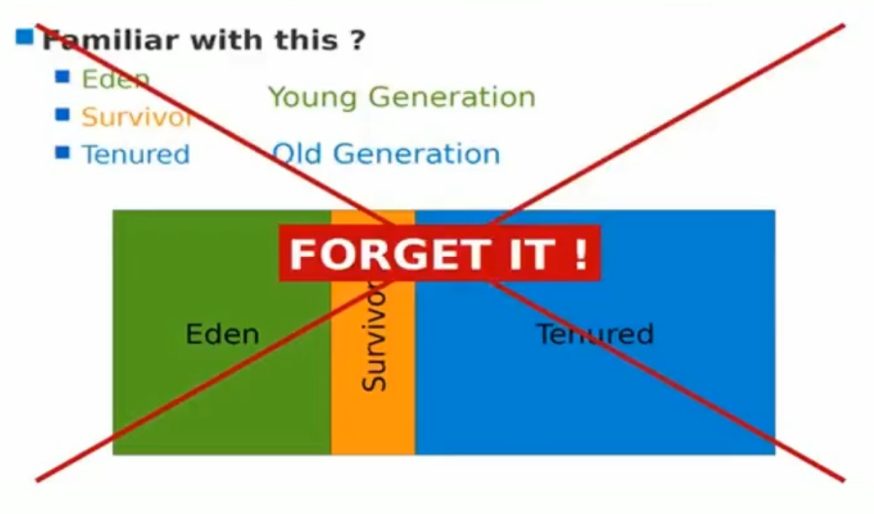 Familiar with this ?
Eden
Survivor
Tenured
Young Generation
Old Generation
FORGET IT !
Eden
Survivor
Tenured